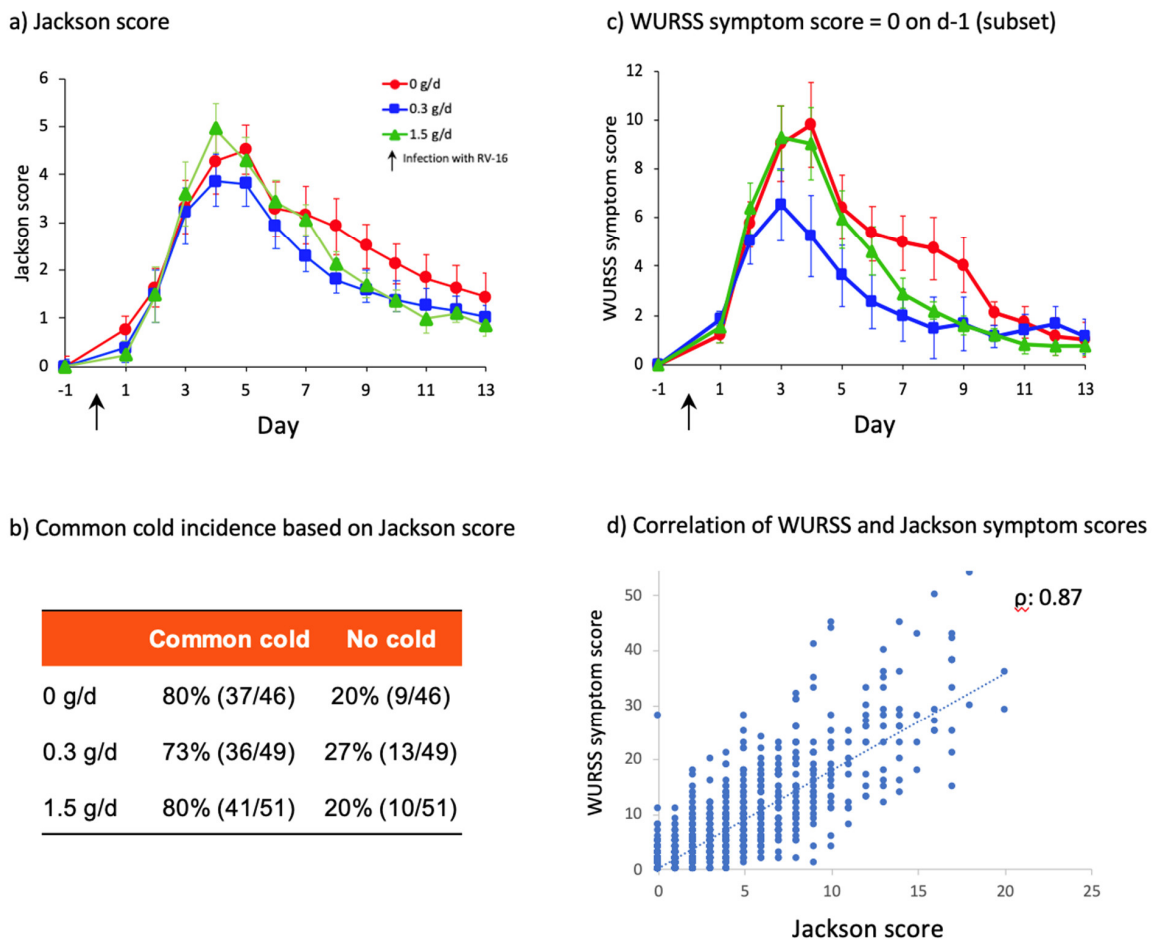 a) Jackson score
6
5
4
3
2
1
0
-1 1 3 5 7 9 11 13
Jackson score
Day
0 g/d
0.3 g/d
1.5 g/d
Infection with RV-16
c) WURSS symptom score = 0 on d-1 (subset)
12
10
8
6
4
2
0
-1 1 3 5 7 9 11 13
WURSS symptom score
Day
b) Common cold incidence based on Jackson score
Common cold No cold
0 g/d 80% (37/46) 20% (9/46)
0.3 g/d 73% (36/49) 27% (13/49)
1.5 g/d 80% (41/51) 20% (10/51)
d) Correlation of WURSS and Jackson symptom scores
ρ: 0.87
50
40
30
20
10
0
0 5 10 15 20 25
WURSS symptom score
Jackson score